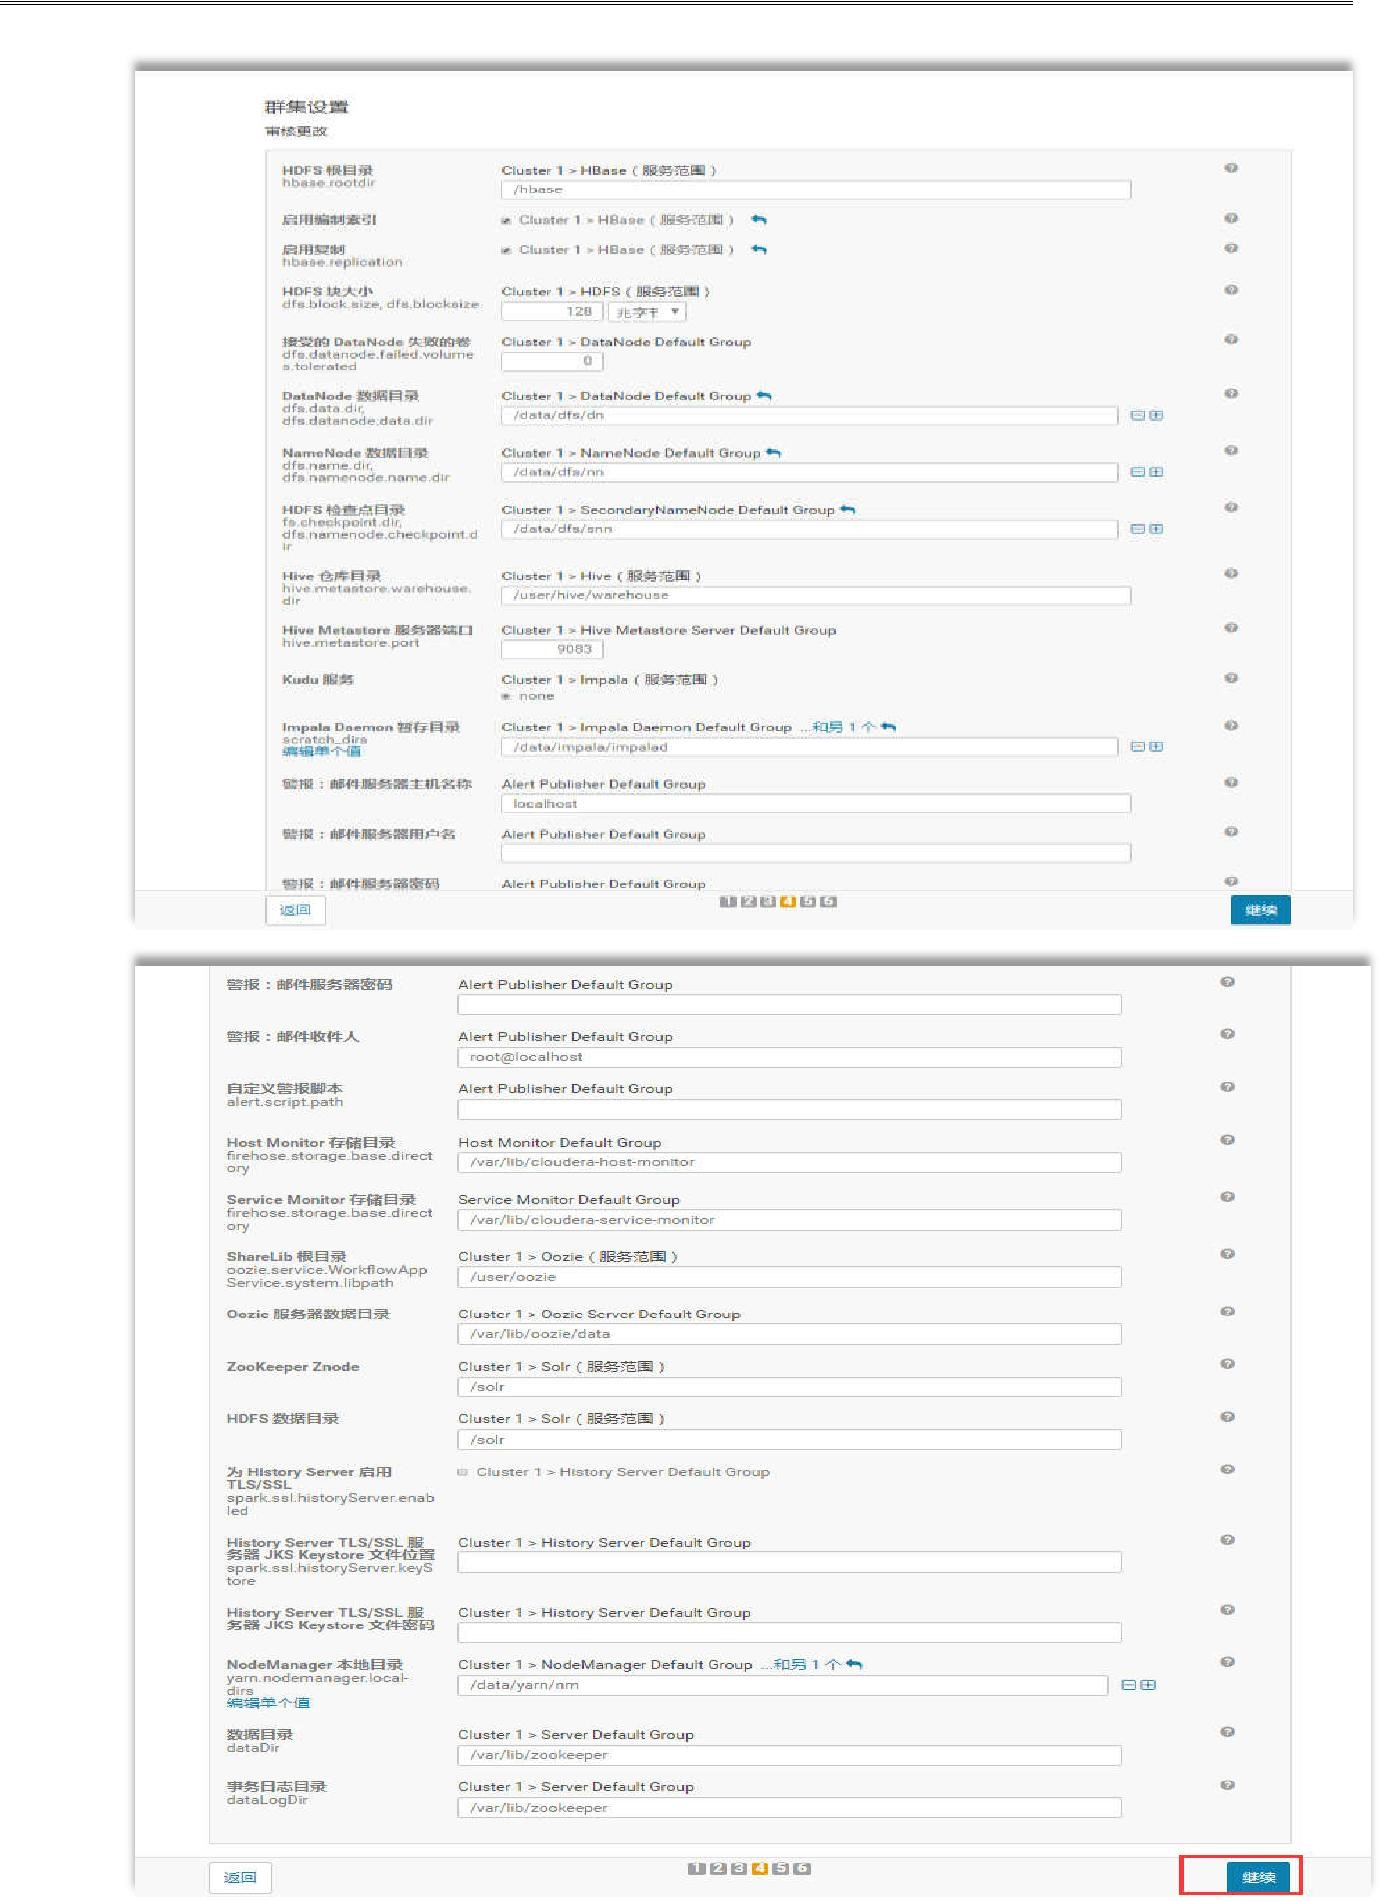 群集设置
审核更改
HDFS 根目录
hbase.rootdir
Cluster 1 > HBase ( 服务范围 )
/hbase
启用编制索引
Cluster 1 > HBase ( 服务范围 )
启用复制
hbase.replication
Cluster 1 > HBase ( 服务范围 )
HDFS 块大小
dfs.block.size, dfs.blocksize
Cluster 1 > HDFS ( 服务范围 )
128
兆字节
接受的 DataNode 失败的卷
dfs.datanode.failed.volume
s.tolerated
Cluster 1 > DataNode Default Group
0
DataNode 数据目录
dfs.data.dir,
dfs.datanode.data.dir
Cluster 1 > DataNode Default Group
/data/dfs/dn
NameNode 数据目录
dfs.name.dir,
dfs.namenode.name.dir
Cluster 1 > NameNode Default Group
/data/dfs/nn
HDFS 检查点目录
fs.checkpoint.dir,
dfs.namenode.checkpoint.d
ir
Cluster 1 > SecondaryNameNode Default Group
/data/dfs/snn
Hive 仓库目录
hive.metastore.warehouse.
dir
Cluster 1 > Hive ( 服务范围 )
/user/hive/warehouse
Hive Metastore 服务器端口
hive.metastore.port
Cluster 1 > Hive Metastore Server Default Group
9083
Kudu 服务
Cluster 1 > Impala ( 服务范围 )
none
Impala Daemon 暂存目录
scratch_dirs
编辑单个值
Cluster 1 > Impala Daemon Default Group ...和另 1 个
/data/impala/impalad
警报：邮件服务器主机名称
Alert Publisher Default Group
localhost
警报：邮件服务器用户名
Alert Publisher Default Group
警报：邮件服务器密码
Alert Publisher Default Group
返回
1 2 3 4 5 6
继续
警报：邮件服务器密码
Alert Publisher Default Group
警报：邮件收件人
Alert Publisher Default Group
root@localhost
自定义警报脚本
alert.script.path
Alert Publisher Default Group
Host Monitor 存储目录
firehose.storage.base.direct
ory
Host Monitor Default Group
/var/lib/cloudera-host-monitor
Service Monitor 存储目录
firehose.storage.base.direct
ory
Service Monitor Default Group
/var/lib/cloudera-service-monitor
ShareLib 根目录
oozie.service.WorkflowApp
Service.system.libpath
Cluster 1 > Oozie ( 服务范围 )
/user/oozie
Oozie 服务器数据目录
Cluster 1 > Oozie Server Default Group
/var/lib/oozie/data
ZooKeeper Znode
Cluster 1 > Solr ( 服务范围 )
/solr
HDFS 数据目录
Cluster 1 > Solr ( 服务范围 )
/solr
为 History Server 启用
TLS/SSL
spark.ssl.historyServer.enab
led
Cluster 1 > History Server Default Group
History Server TLS/SSL 服
务器 JKS Keystore 文件位置
spark.ssl.historyServer.keyS
tore
Cluster 1 > History Server Default Group
History Server TLS/SSL 服
务器 JKS Keystore 文件密码
Cluster 1 > History Server Default Group
NodeManager 本地目录
yarn.nodemanager.local-
dirs
编辑单个值
Cluster 1 > NodeManager Default Group ...和另 1 个
/data/yarn/nm
数据目录
dataDir
Cluster 1 > Server Default Group
/var/lib/zookeeper
事务日志目录
dataLogDir
Cluster 1 > Server Default Group
/var/lib/zookeeper
返回
1 2 3 4 5 6
继续